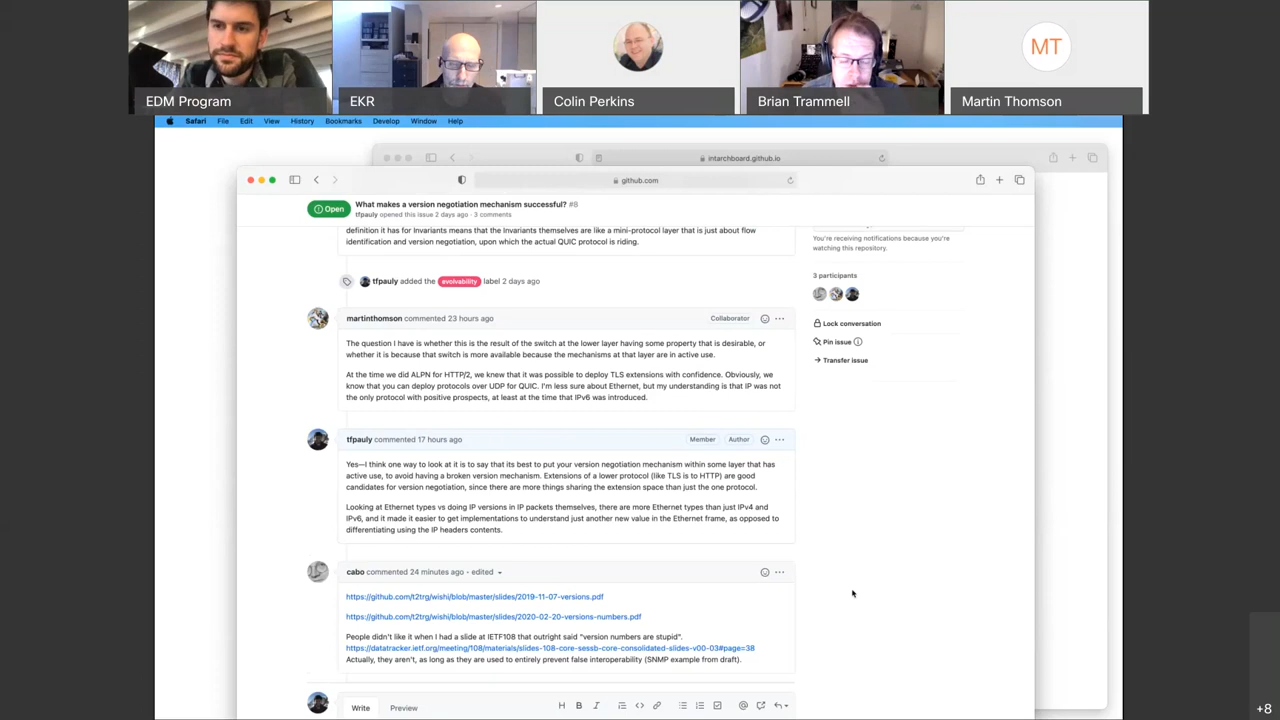 EDM Program
EKR
Colin Perkins
Brian Trammell
MT
Martin Thomson
Safari File Edit View History Bookmarks Develop Window Help
intarchboard.github.io
github.com
Open
What makes a version negotiation mechanism successful? #8
tfpauly opened this issue 2 days ago · 3 comments
definition it has for Invariants means that the Invariants themselves are like a mini-protocol layer that is just about flow
identification and version negotiation, upon which the actual QUIC protocol is riding.
You're receiving notifications because you're
watching this repository.
3 participants
Lock conversation
Pin issue
Transfer issue
tfpauly added the evolvability label 2 days ago
martinthomson commented 23 hours ago
Collaborator
The question I have is whether this is the result of the switch at the lower layer having some property that is desirable, or
whether it is because that switch is more available because the mechanisms at that layer are in active use.
At the time we did ALPN for HTTP/2, we knew that it was possible to deploy TLS extensions with confidence. Obviously, we
know that you can deploy protocols over UDP for QUIC. I'm less sure about Ethernet, but my understanding is that IP was not
the only protocol with positive prospects, at least at the time that IPv6 was introduced.
tfpauly commented 17 hours ago
Member Author
Yes—I think one way to look at it is to say that its best to put your version negotiation mechanism within some layer that has
active use, to avoid having a broken version mechanism. Extensions of a lower protocol (like TLS is to HTTP) are good
candidates for version negotiation, since there are more things sharing the extension space than just the one protocol.
Looking at Ethernet types vs doing IP versions in IP packets themselves, there are more Ethernet types than just IPv4 and
IPv6, and it made it easier to get implementations to understand just another new value in the Ethernet frame, as opposed to
differentiating using the IP headers contents.
cabo commented 24 minutes ago • edited
https://github.com/t2trg/wishi/blob/master/slides/2019-11-07-versions.pdf
https://github.com/t2trg/wishi/blob/master/slides/2020-02-20-versions-numbers.pdf
People didn't like it when I had a slide at IETF108 that outright said "version numbers are stupid".
https://datatracker.ietf.org/meeting/108/materials/slides-108-core-sessb-core-consolidated-slides-v00-03#page=38
Actually, they aren't, as long as they are used to entirely prevent false interoperability (SNMP example from draft).
Write Preview
H B I @
+8